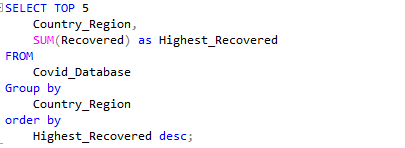 SELECT TOP 5
Country_Region,
SUM(Recovered) as Highest_Recovered
FROM
Covid_Database
Group by
Country_Region
order by
Highest_Recovered desc;